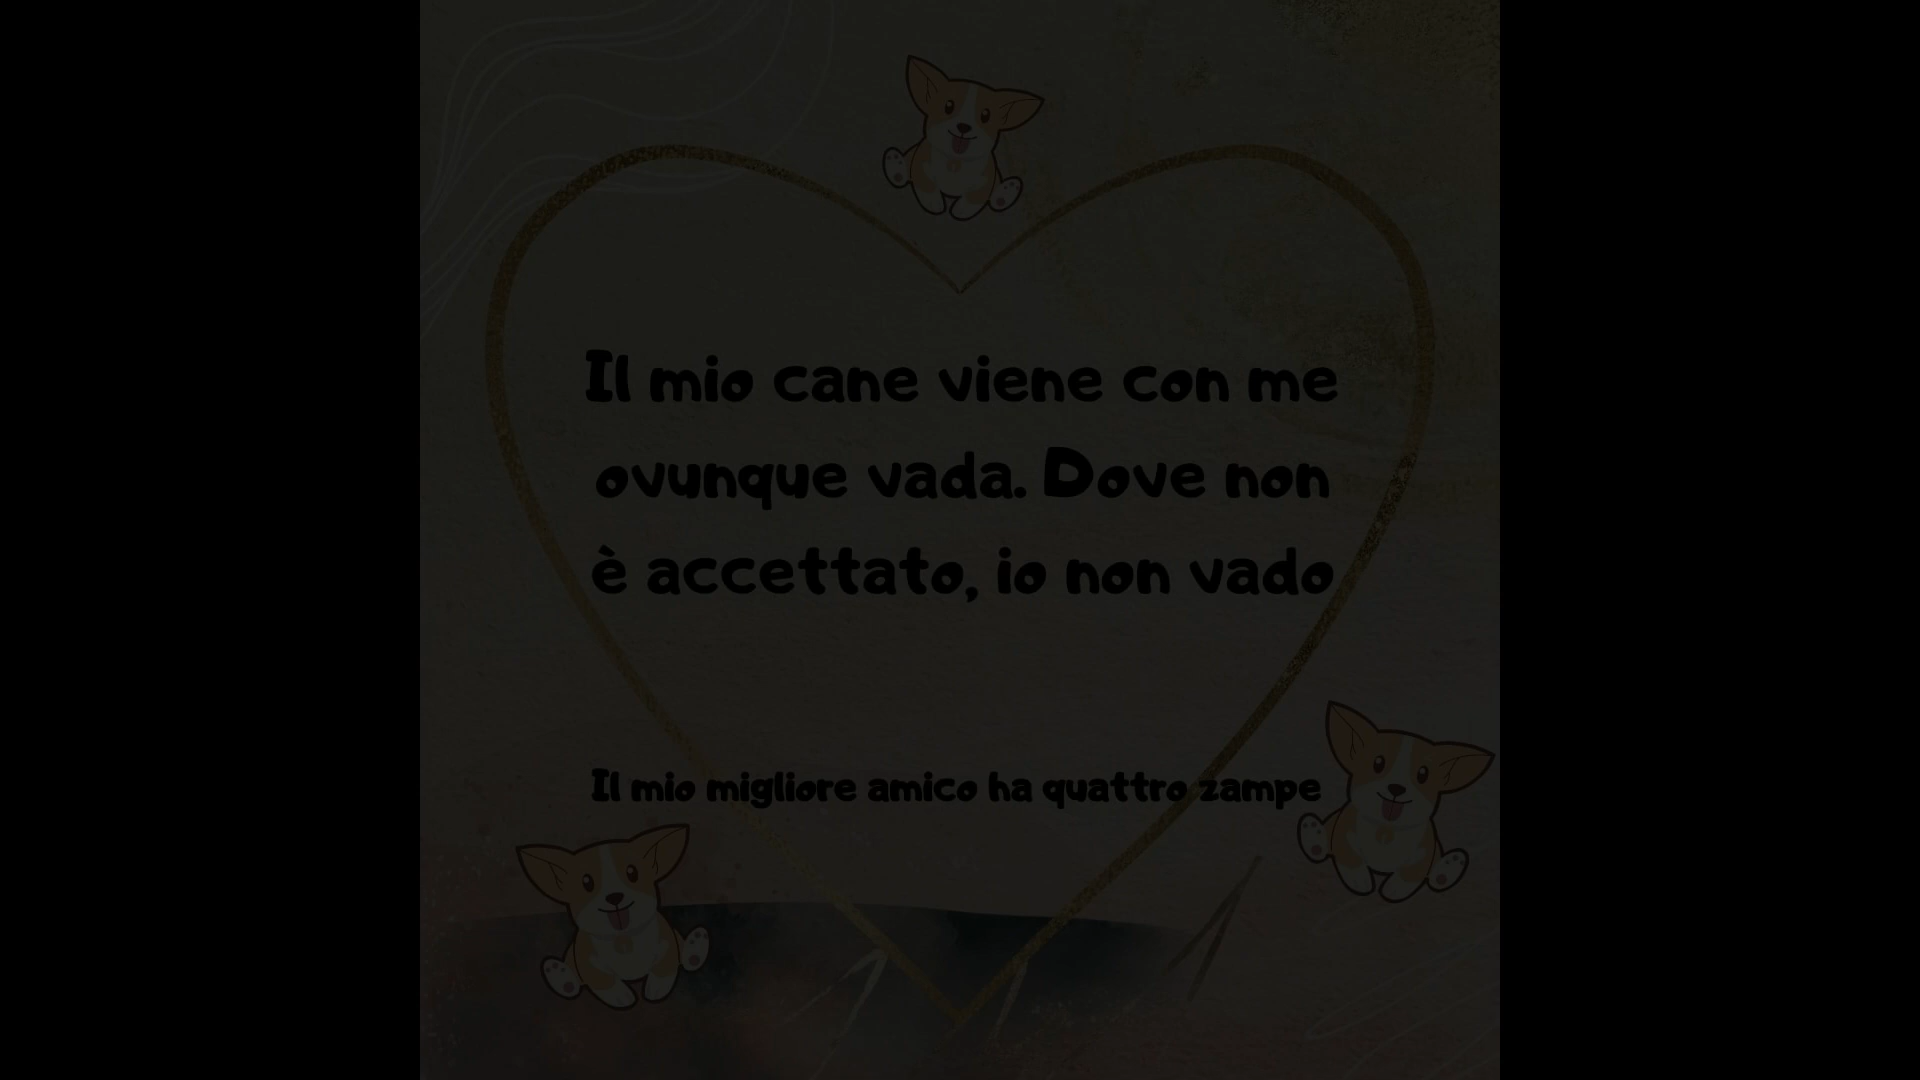 Il mio cane viene con me
ovunque vada. Dove non
è accettato, io non vado
Il mio migliore amico ha quattro zampe